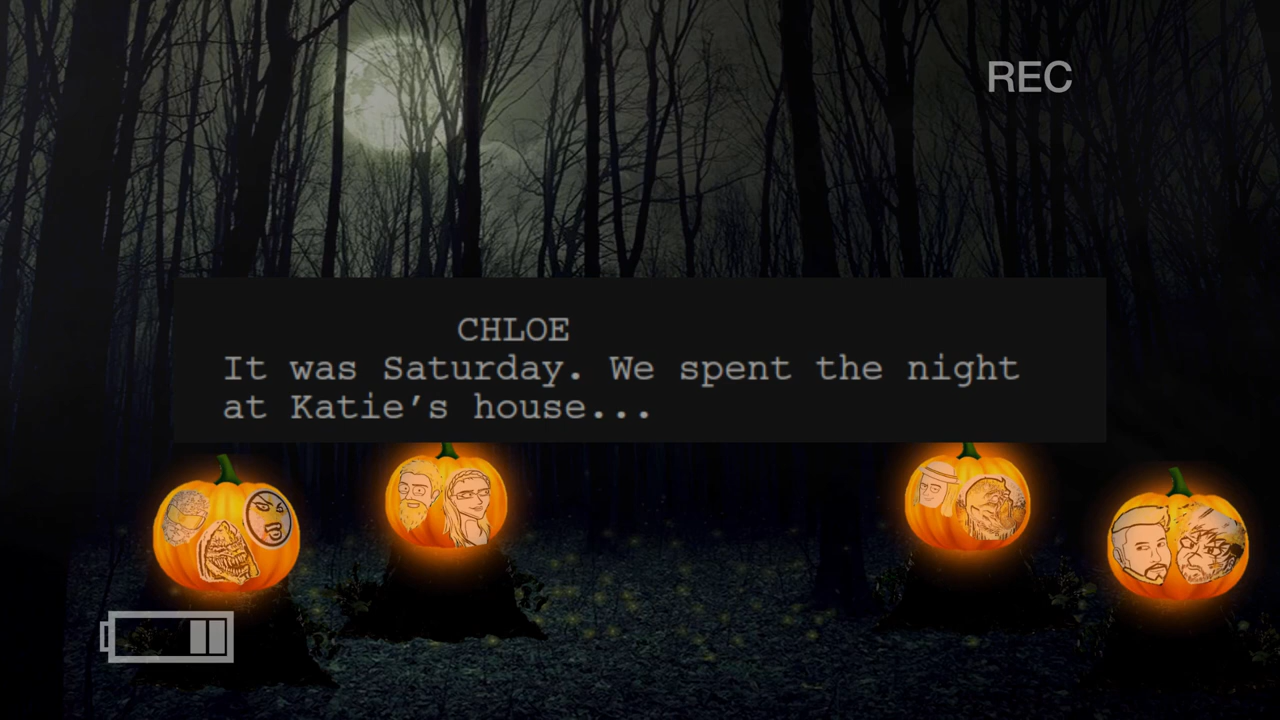 REC
CHLOE
It was Saturday. We spent the night
at Katie’s house...